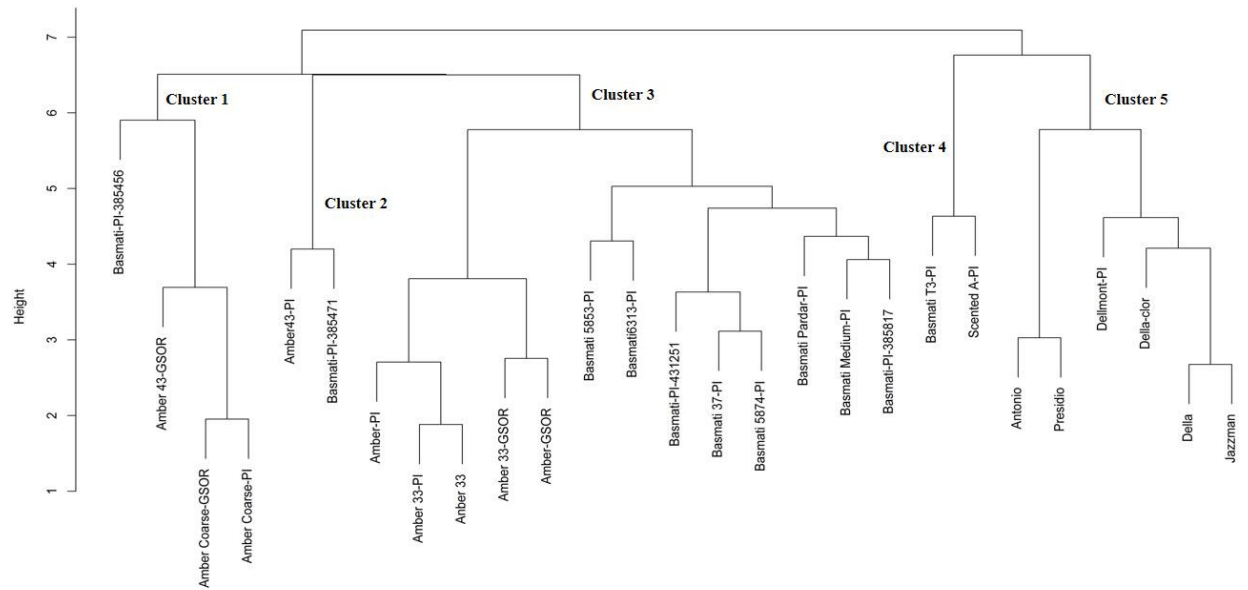 Height
7
6
5
4
3
2
1
Cluster 1
Cluster 2
Cluster 3
Cluster 4
Cluster 5
Basmati-PI-385456
Amber 43-GSOR
Amber Coarse-GSOR
Amber Coarse-PI
Amber43-PI
Basmati-PI-385471
Amber-PI
Amber 33-PI
Anber 33
Amber 33-GSOR
Amber-GSOR
Basmati 5853-PI
Basmati6313-PI
Basmati-PI-431251
Basmati 37-PI
Basmati 5874-PI
Basmati Pardar-PI
Basmati Medium-PI
Basmati-PI-385817
Basmati T3-PI
Scented A-PI
Antonio
Presidio
Dellmont-PI
Della-clor
Della
Jazzman